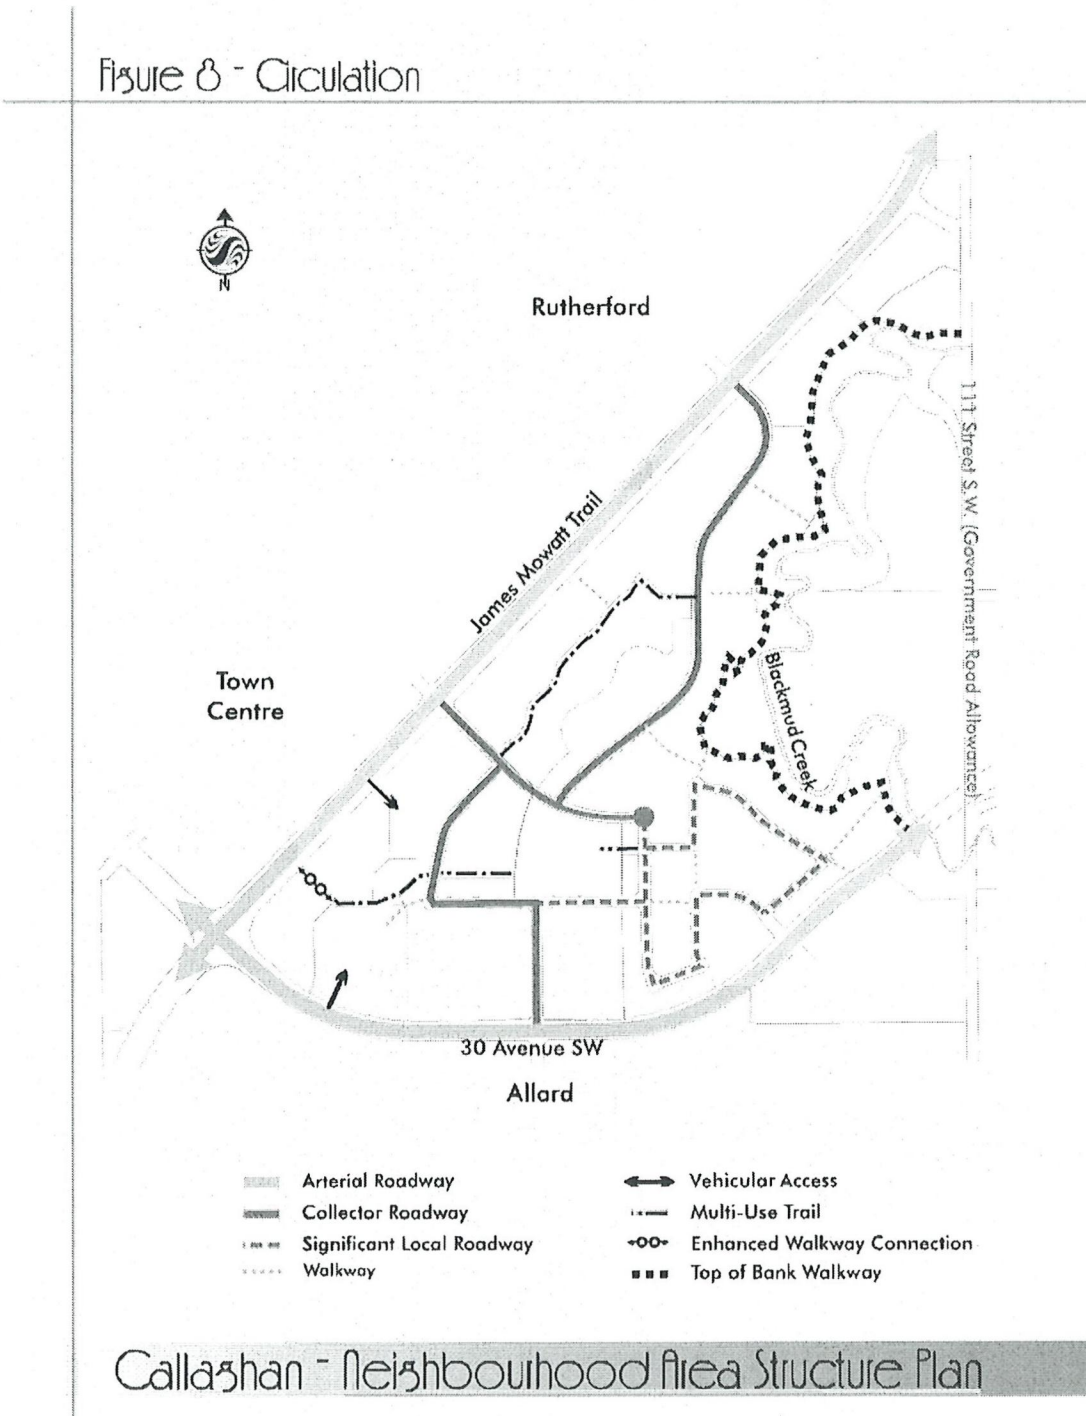 Figure 8 - Circulation
N
Rutherford
James Mowatt Trail
111 Street S.W. (Government Road Allowance)
Town
Centre
Blackmud Creek
30 Avenue SW
Allard
Arterial Roadway
Collector Roadway
Significant Local Roadway
Walkway
Vehicular Access
Multi-Use Trail
Enhanced Walkway Connection
Top of Bank Walkway
Callaghan - Neighbourhood Area Structure Plan